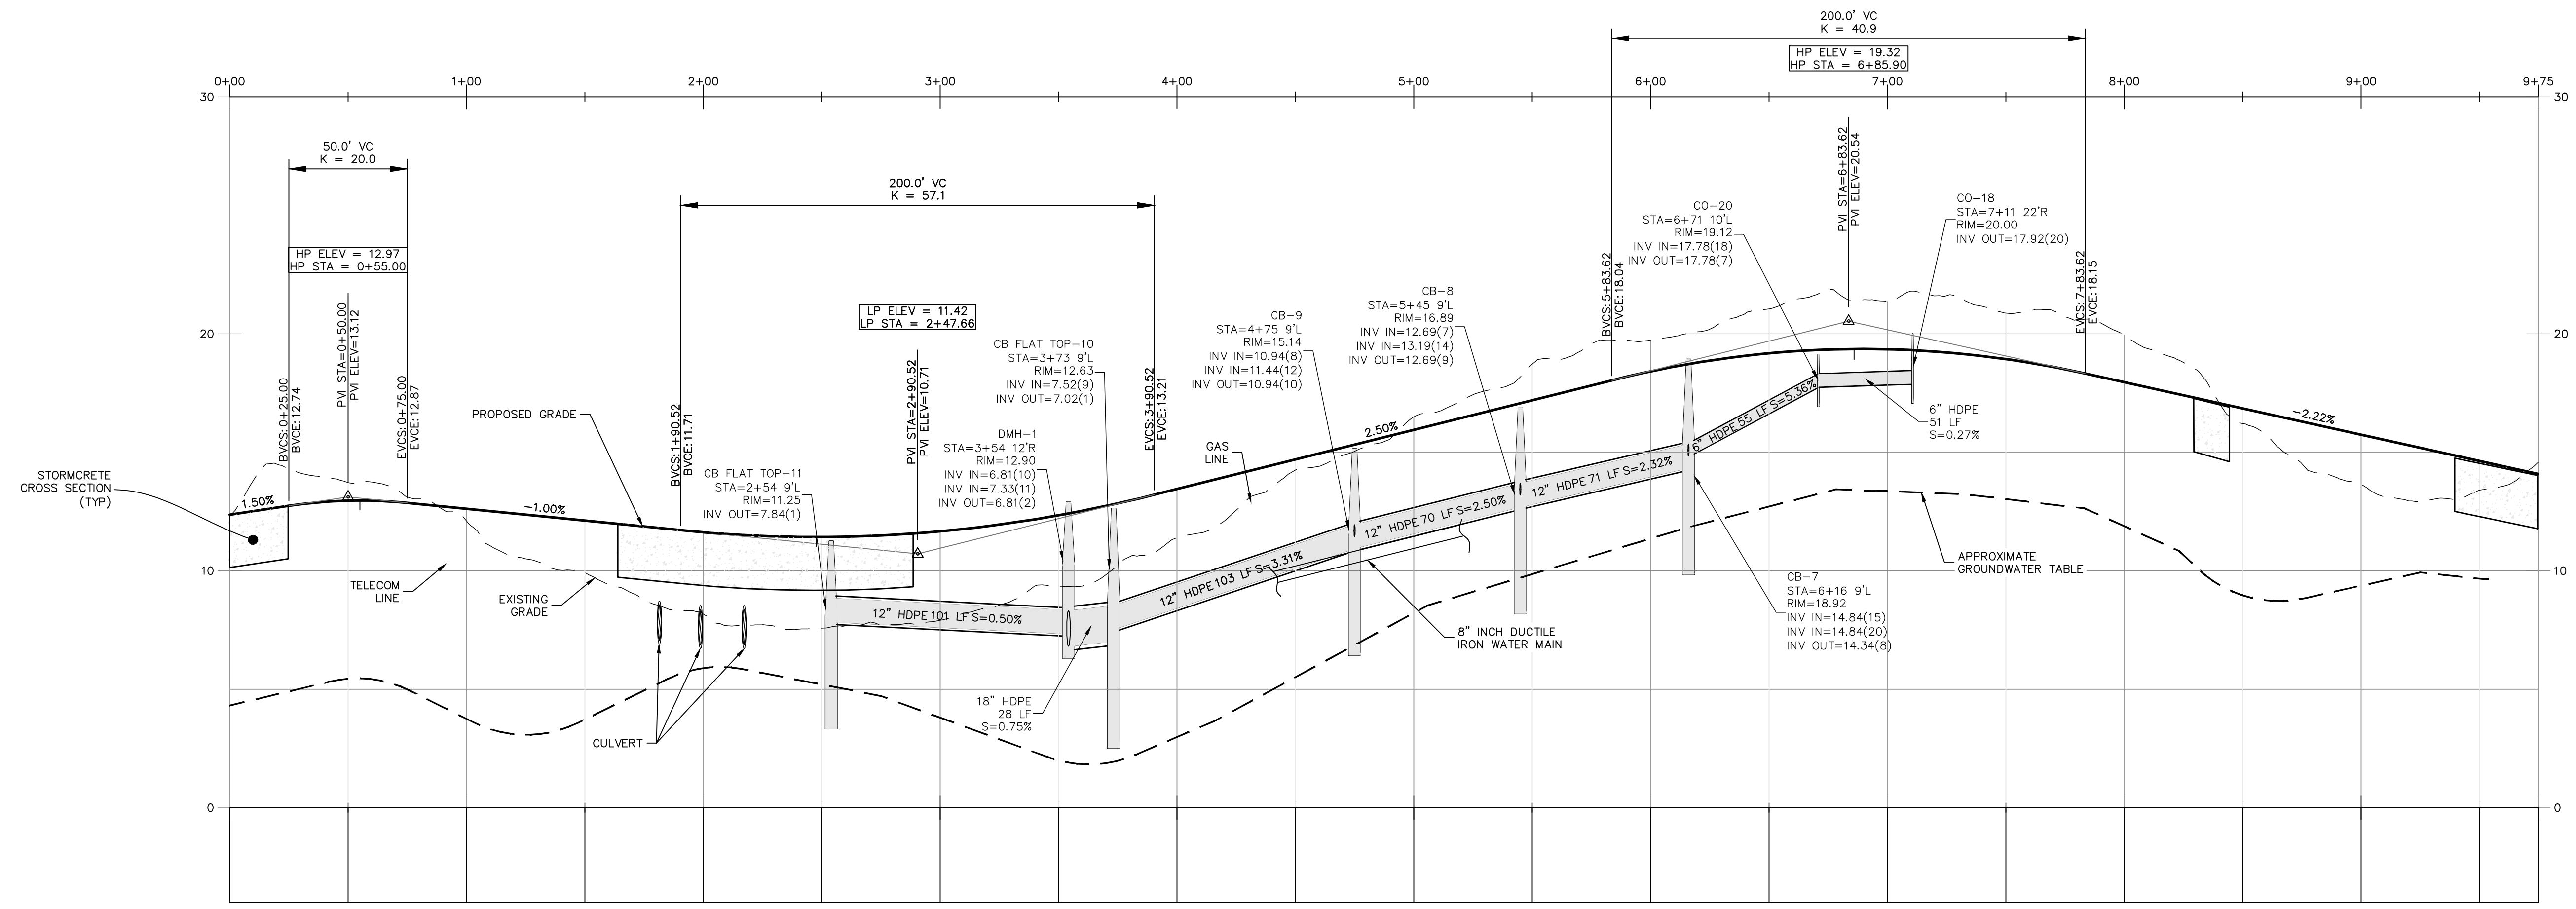 200.0' VC
K = 40.9
HP ELEV = 19.32
HP STA = 6+85.90
0+00
1+00
2+00
3+00
4+00
5+00
6+00
7+00
8+00
9+00
9+75
30
30
50.0' VC
K = 20.0
HP ELEV = 12.97
HP STA = 0+55.00
BVCS: 0+25.00
BVCE: 12.74
PVI STA=0+50.00
PVI ELEV=13.12
EVCS: 0+75.00
EVCE: 12.87
200.0' VC
K = 57.1
LP ELEV = 11.42
LP STA = 2+47.66
BVCS: 1+90.52
BVCE: 11.71
PVI STA=2+90.52
PVI ELEV=10.71
EVCS: 3+90.52
EVCE: 13.21
BVCS: 5+83.62
BVCE: 18.04
PVI STA=6+83.62
PVI ELEV=20.54
EVCS: 7+83.62
EVCE: 18.15
20
20
CO-20
STA=6+71 10'L
RIM=19.12
INV IN=17.78(18)
INV OUT=17.78(7)
CO-18
STA=7+11 22'R
RIM=20.00
INV OUT=17.92(20)
CB-8
STA=5+45 9'L
RIM=16.89
INV IN=12.69(7)
INV IN=13.19(14)
INV OUT=12.69(9)
CB-9
STA=4+75 9'L
RIM=15.14
INV IN=10.94(8)
INV IN=11.44(12)
INV OUT=10.94(10)
CB FLAT TOP-10
STA=3+73 9'L
RIM=12.63
INV IN=7.52(9)
INV OUT=7.02(1)
DMH-1
STA=3+54 12'R
RIM=12.90
INV IN=6.81(10)
INV IN=7.33(11)
INV OUT=6.81(2)
CB FLAT TOP-11
STA=2+54 9'L
RIM=11.25
INV OUT=7.84(1)
PROPOSED GRADE
STORMCRETE
CROSS SECTION
(TYP)
1.50%
-1.00%
2.50%
-2.22%
GAS
LINE
6" HDPE 55 LF S=5.36%
6" HDPE
51 LF
S=0.27%
12" HDPE 71 LF S=2.32%
12" HDPE 70 LF S=2.50%
12" HDPE 103 LF S=3.31%
12" HDPE 101 LF S=0.50%
10
10
TELECOM
LINE
EXISTING
GRADE
CULVERT
18" HDPE
28 LF
S=0.75%
8" INCH DUCTILE
IRON WATER MAIN
APPROXIMATE
GROUNDWATER TABLE
CB-7
STA=6+16 9'L
RIM=18.92
INV IN=14.84(15)
INV IN=14.84(20)
INV OUT=14.34(8)
0
0